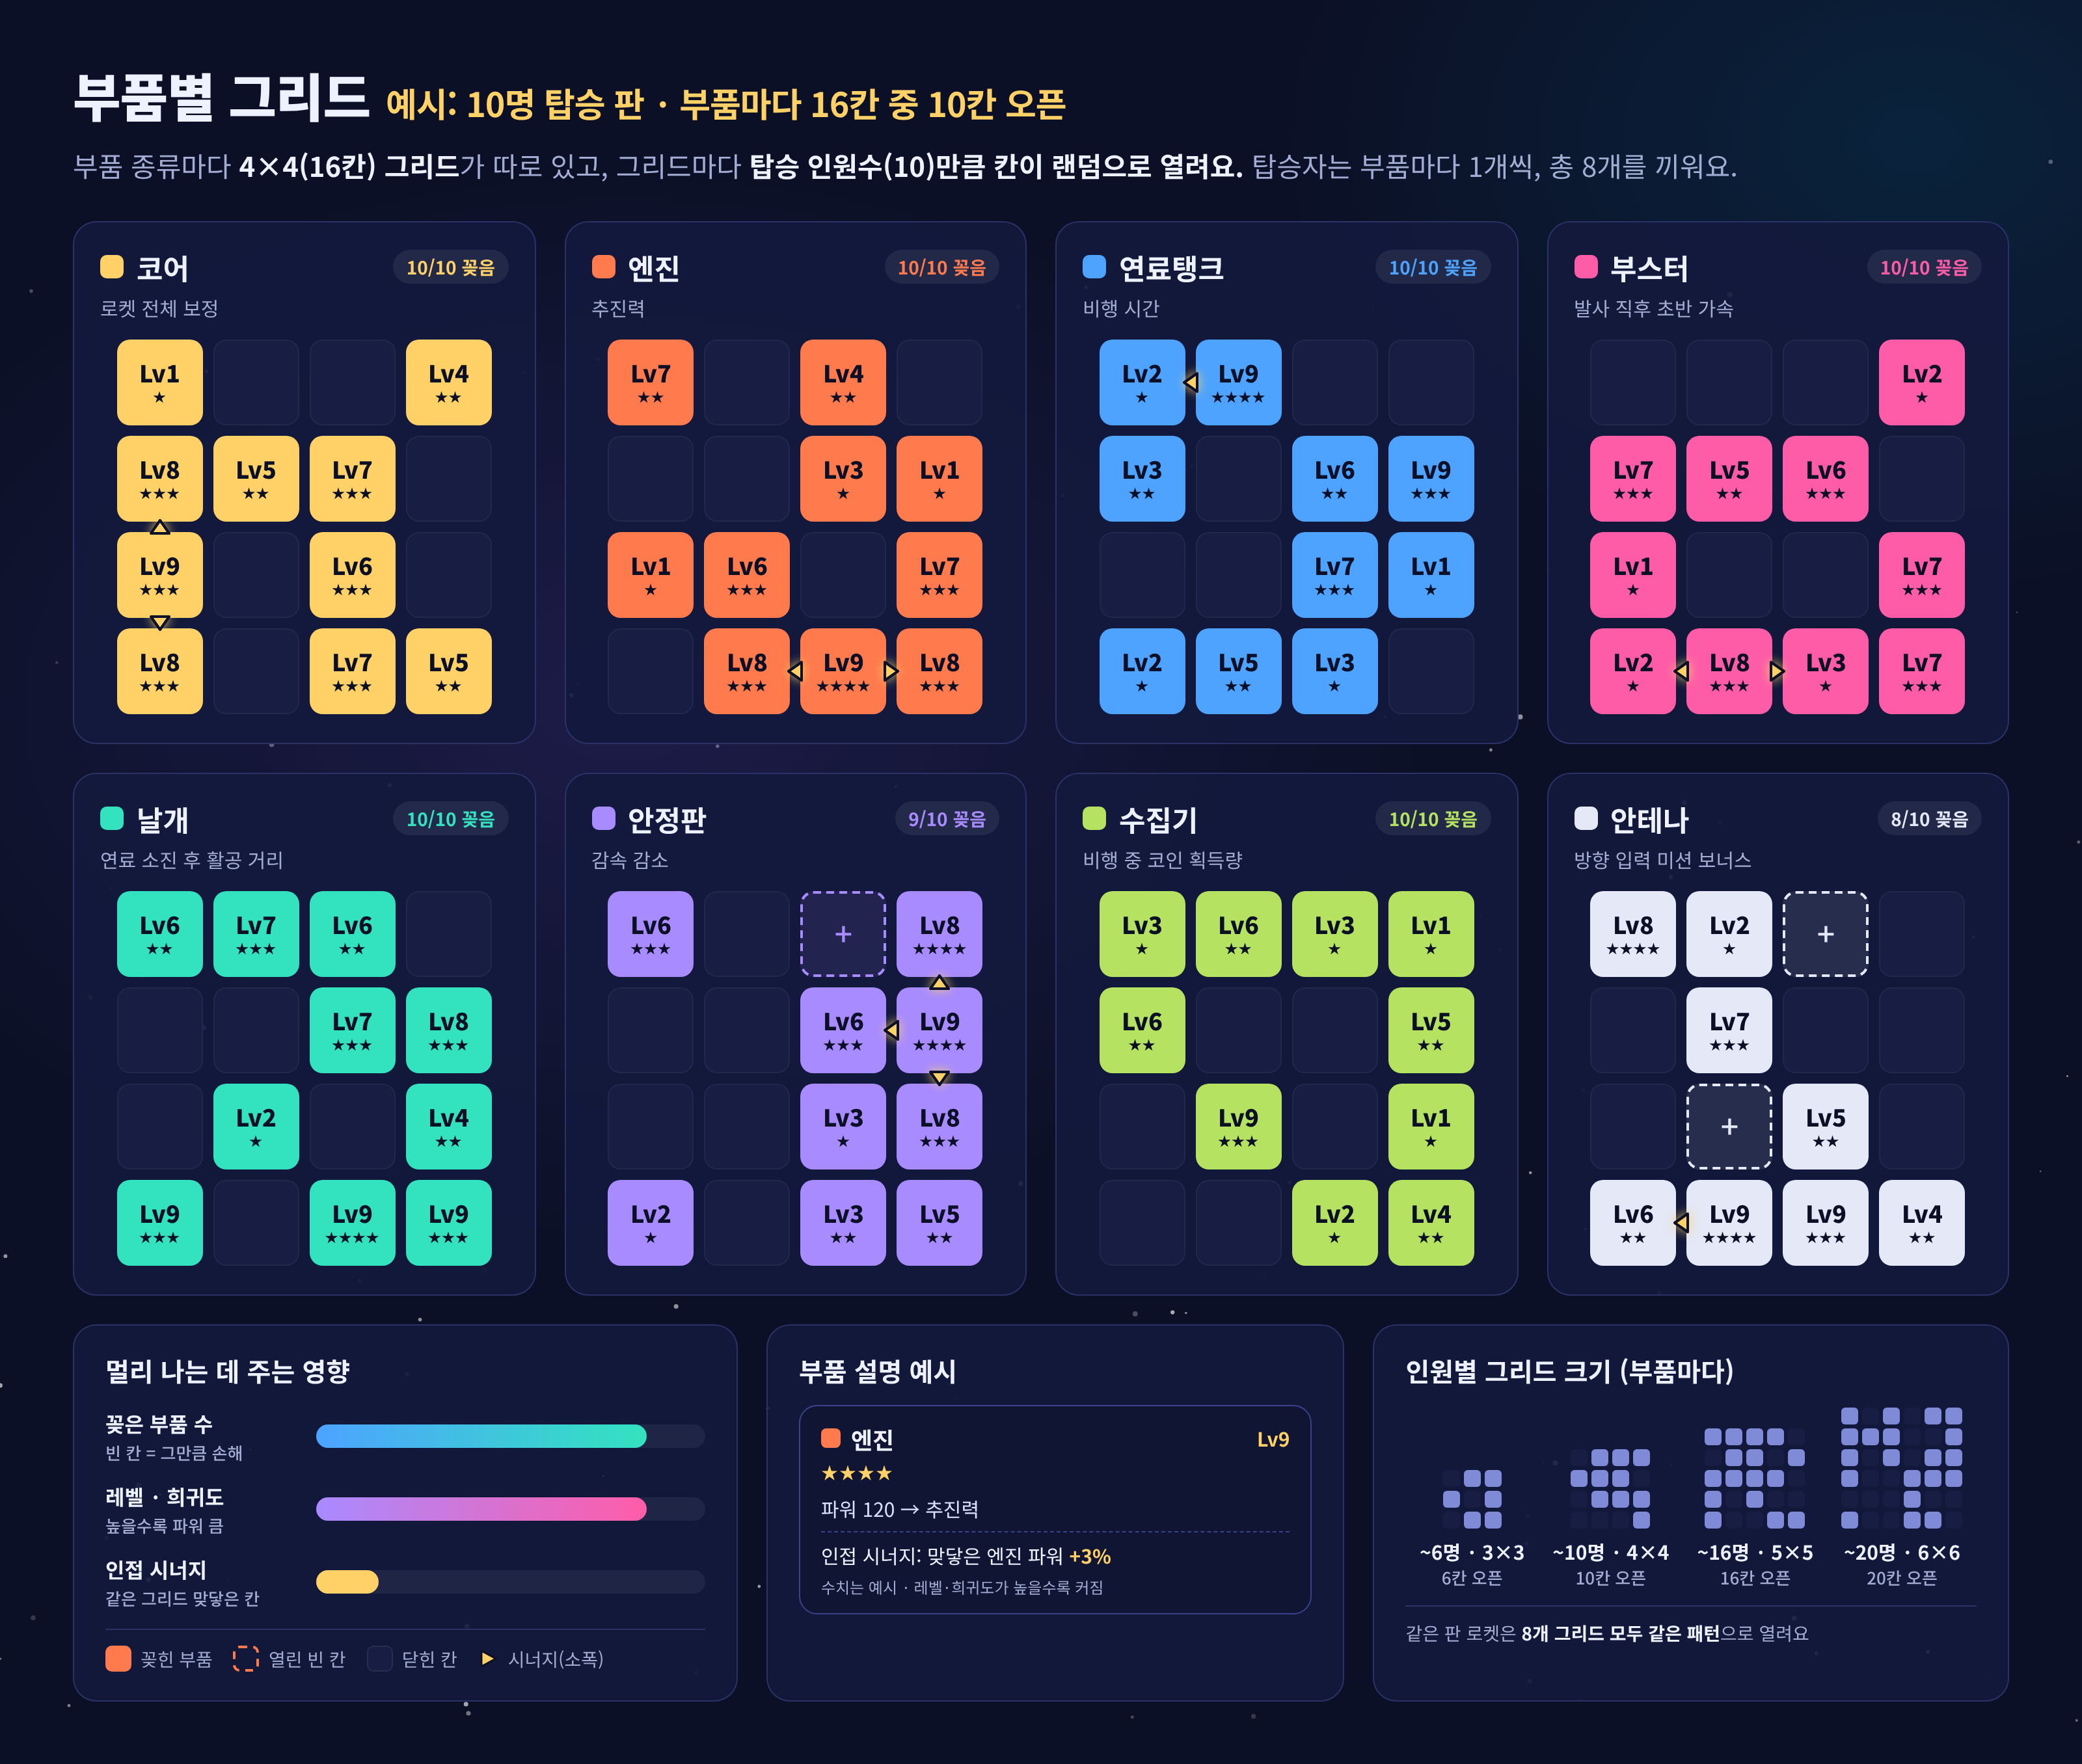 부품별 그리드 예시: 10명 탑승 판 · 부품마다 16칸 중 10칸 오픈
부품 종류마다 4×4(16칸) 그리드가 따로 있고, 그리드마다 탑승 인원수(10)만큼 칸이 랜덤으로 열려요. 탑승자는 부품마다 1개씩, 총 8개를 끼워요.
코어 10/10 꽂음
로켓 전체 보정
Lv1 Lv4
★ ★★
Lv8 Lv5 Lv7
★★★ ★★ ★★★
Lv9 Lv6
★★★ ★★★
Lv8 Lv7 Lv5
★★★ ★★★ ★★
엔진 10/10 꽂음
추진력
Lv7 Lv4
★★ ★★
Lv3 Lv1
★ ★
Lv1 Lv6 Lv7
★ ★★★ ★★★
Lv8 Lv9 Lv8
★★★ ★★★★ ★★★
연료탱크 10/10 꽂음
비행 시간
Lv2 Lv9
★ ★★★★
Lv3 Lv6 Lv9
★★ ★★ ★★★
Lv7 Lv1
★★★ ★
Lv2 Lv5 Lv3
★ ★★ ★
부스터 10/10 꽂음
발사 직후 초반 가속
Lv2
★
Lv7 Lv5 Lv6
★★★ ★★ ★★★
Lv1 Lv7
★ ★★★
Lv2 Lv8 Lv3 Lv7
★ ★★★ ★ ★★★
날개 10/10 꽂음
연료 소진 후 활공 거리
Lv6 Lv7 Lv6
★★ ★★★ ★★
Lv7 Lv8
★★★ ★★★
Lv2 Lv4
★ ★★
Lv9 Lv9 Lv9
★★★ ★★★★ ★★★
안정판 9/10 꽂음
감속 감소
Lv6 + Lv8
★★★ ★★★★
Lv6 Lv9
★★★ ★★★★
Lv3 Lv8
★ ★★★
Lv2 Lv3 Lv5
★ ★★ ★★
수집기 10/10 꽂음
비행 중 코인 획득량
Lv3 Lv6 Lv3 Lv1
★ ★★ ★ ★
Lv6 Lv5
★★ ★★
Lv9 Lv1
★★★ ★
Lv2 Lv4
★ ★★
안테나 8/10 꽂음
방향 입력 미션 보너스
Lv8 Lv2 +
★★★★ ★
Lv7
★★★
+ Lv5
★★
Lv6 Lv9 Lv9 Lv4
★★ ★★★★ ★★★ ★★
멀리 나는 데 주는 영향
꽂은 부품 수
빈 칸 = 그만큼 손해
레벨 · 희귀도
높을수록 파워 큼
인접 시너지
같은 그리드 맞닿은 칸
꽂힌 부품 열린 빈 칸 닫힌 칸 시너지(소폭)
부품 설명 예시
엔진 Lv9
★★★★
파워 120 → 추진력
인접 시너지: 맞닿은 엔진 파워 +3%
수치는 예시 · 레벨·희귀도가 높을수록 커짐
인원별 그리드 크기 (부품마다)
~6명 · 3×3 ~10명 · 4×4 ~16명 · 5×5 ~20명 · 6×6
6칸 오픈 10칸 오픈 16칸 오픈 20칸 오픈
같은 판 로켓은 8개 그리드 모두 같은 패턴으로 열려요